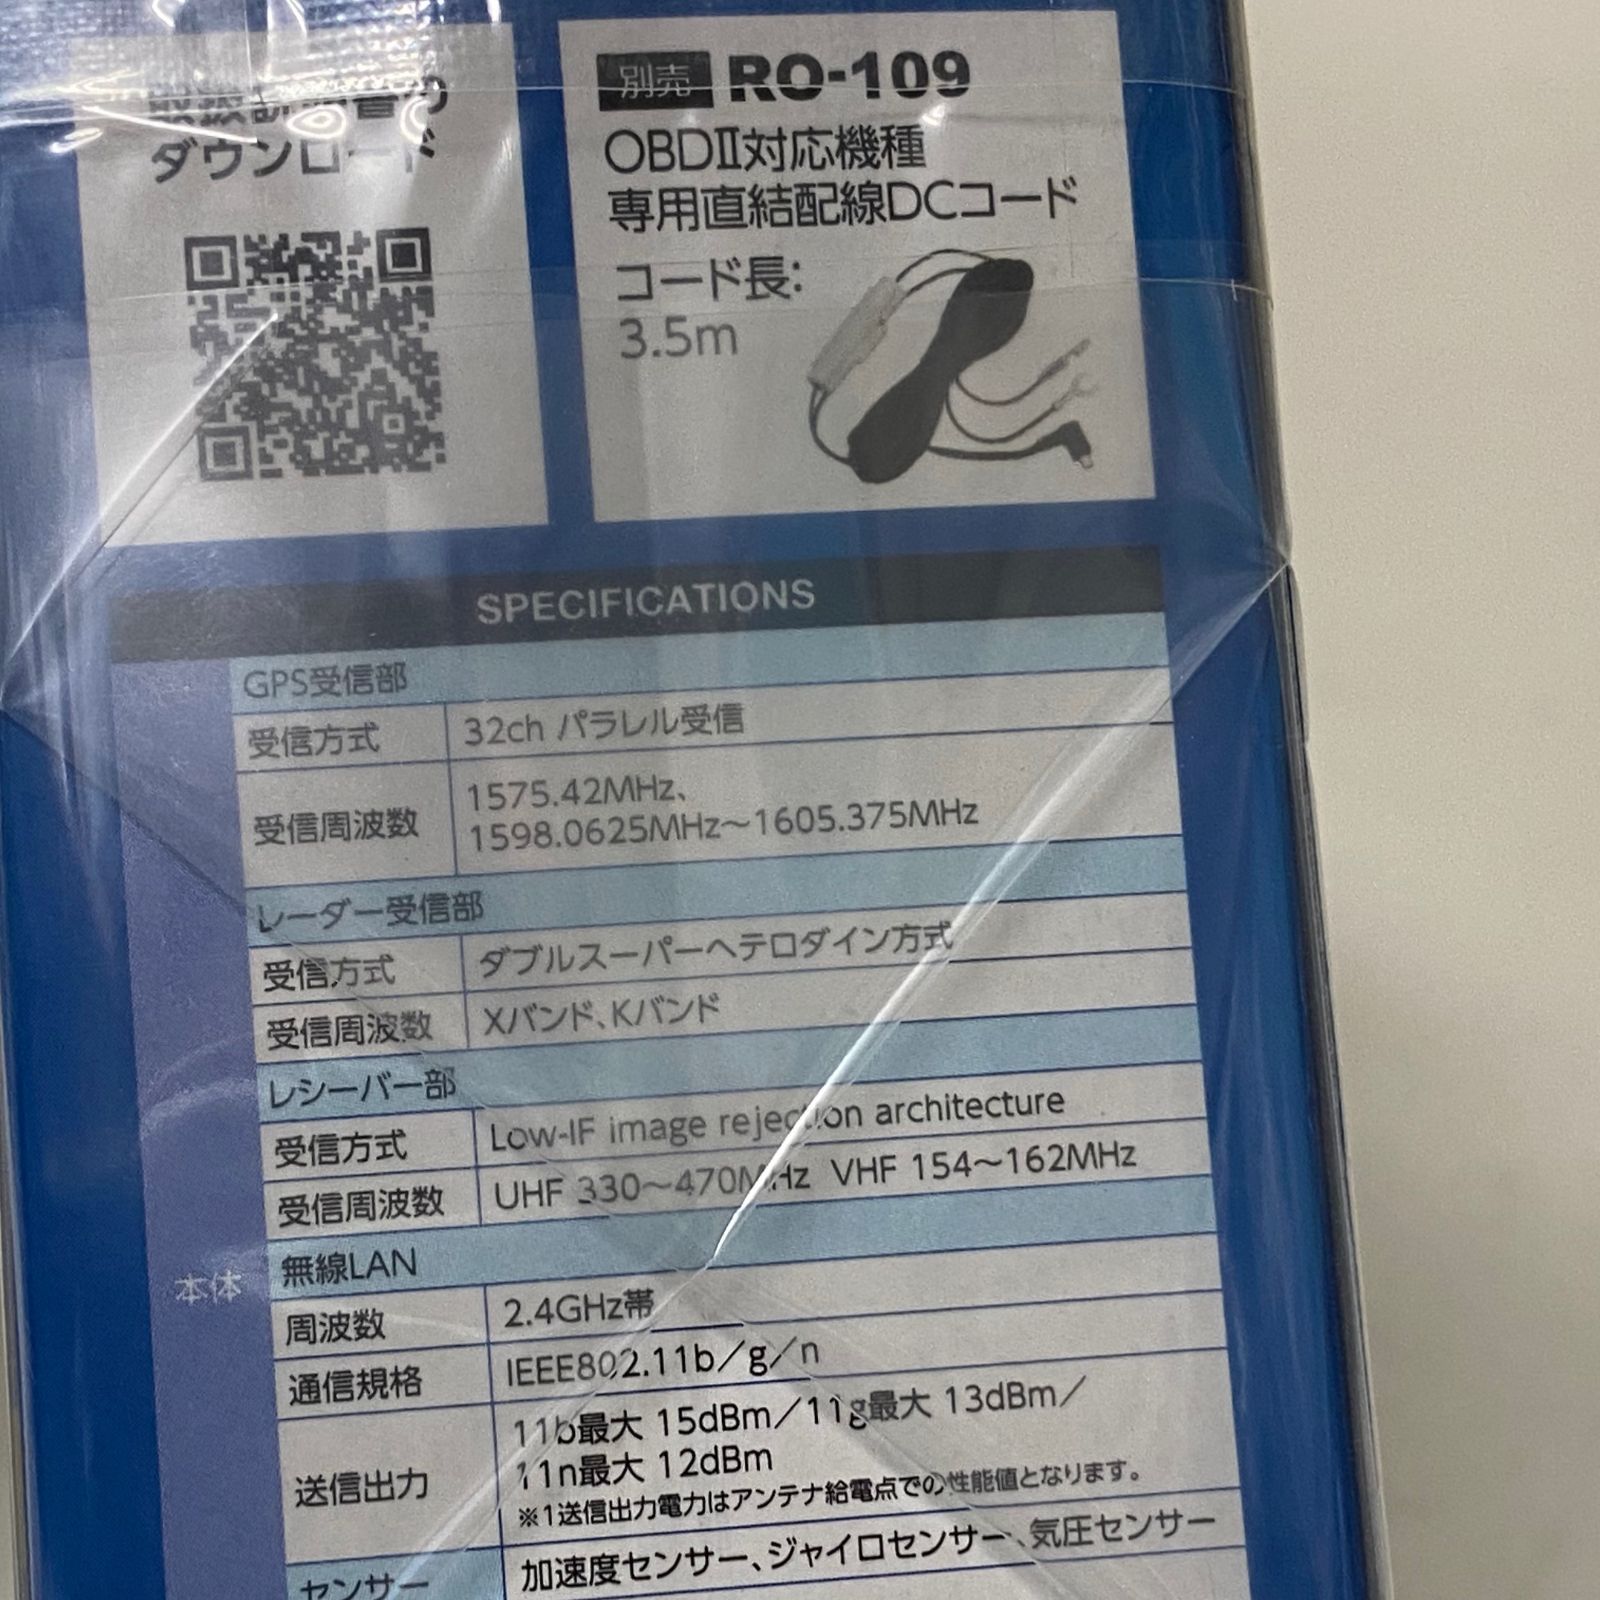 ダウンロード
別売 RO-109
OBDⅡ対応機種
専用直結配線DCコード
コード長:
3.5m
SPECIFICATIONS
本体
GPS受信部
受信方式 32ch パラレル受信
受信周波数 1575.42MHz、
1598.0625MHz～1605.375MHz
レーダー受信部
受信方式 ダブルスーパーヘテロダイン方式
受信周波数 Xバンド、Kバンド
レシーバー部
受信方式 Low-IF image rejection architecture
受信周波数 UHF 330～470MHz VHF 154～162MHz
無線LAN
周波数 2.4GHz帯
通信規格 IEEE802.11b／g／n
送信出力 11b最大 15dBm／11g最大 13dBm／
11n最大 12dBm
※1送信出力電力はアンテナ給電点での性能値となります。
センサー 加速度センサー、ジャイロセンサー、気圧センサー